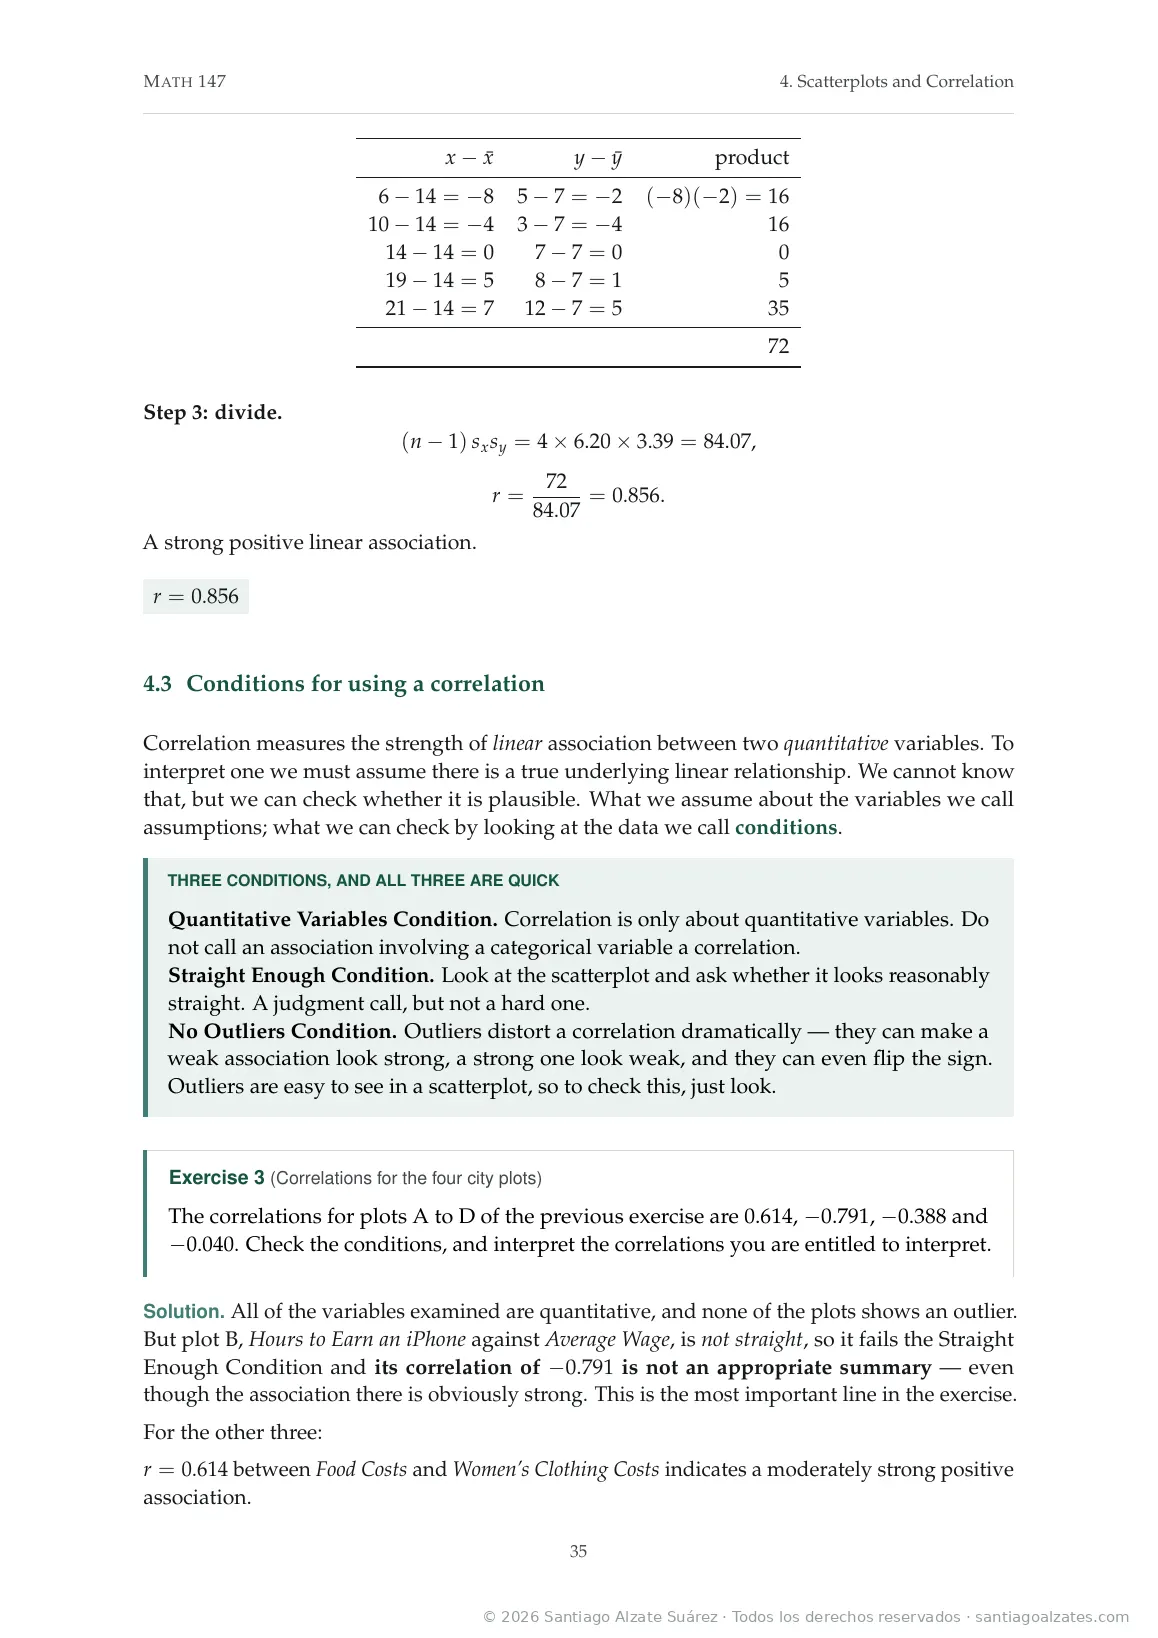 MATH 147 4. Scatterplots and Correlation
x − x̄ y − ȳ product
6 − 14 = −8 5 − 7 = −2 (−8)(−2) = 16
10 − 14 = −4 3 − 7 = −4 16
14 − 14 = 0 7 − 7 = 0 0
19 − 14 = 5 8 − 7 = 1 5
21 − 14 = 7 12 − 7 = 5 35
72
Step 3: divide.
(n − 1) sₓsᵧ = 4 × 6.20 × 3.39 = 84.07,
r = 72/84.07 = 0.856.
A strong positive linear association.
r = 0.856
4.3 Conditions for using a correlation
Correlation measures the strength of linear association between two quantitative variables. To
interpret one we must assume there is a true underlying linear relationship. We cannot know
that, but we can check whether it is plausible. What we assume about the variables we call
assumptions; what we can check by looking at the data we call conditions.
THREE CONDITIONS, AND ALL THREE ARE QUICK
Quantitative Variables Condition. Correlation is only about quantitative variables. Do
not call an association involving a categorical variable a correlation.
Straight Enough Condition. Look at the scatterplot and ask whether it looks reasonably
straight. A judgment call, but not a hard one.
No Outliers Condition. Outliers distort a correlation dramatically — they can make a
weak association look strong, a strong one look weak, and they can even flip the sign.
Outliers are easy to see in a scatterplot, so to check this, just look.
Exercise 3 (Correlations for the four city plots)
The correlations for plots A to D of the previous exercise are 0.614, −0.791, −0.388 and
−0.040. Check the conditions, and interpret the correlations you are entitled to interpret.
Solution. All of the variables examined are quantitative, and none of the plots shows an outlier.
But plot B, Hours to Earn an iPhone against Average Wage, is not straight, so it fails the Straight
Enough Condition and its correlation of −0.791 is not an appropriate summary — even
though the association there is obviously strong. This is the most important line in the exercise.
For the other three:
r = 0.614 between Food Costs and Women's Clothing Costs indicates a moderately strong positive
association.
35
© 2026 Santiago Alzate Suárez · Todos los derechos reservados · santiagoalzates.com